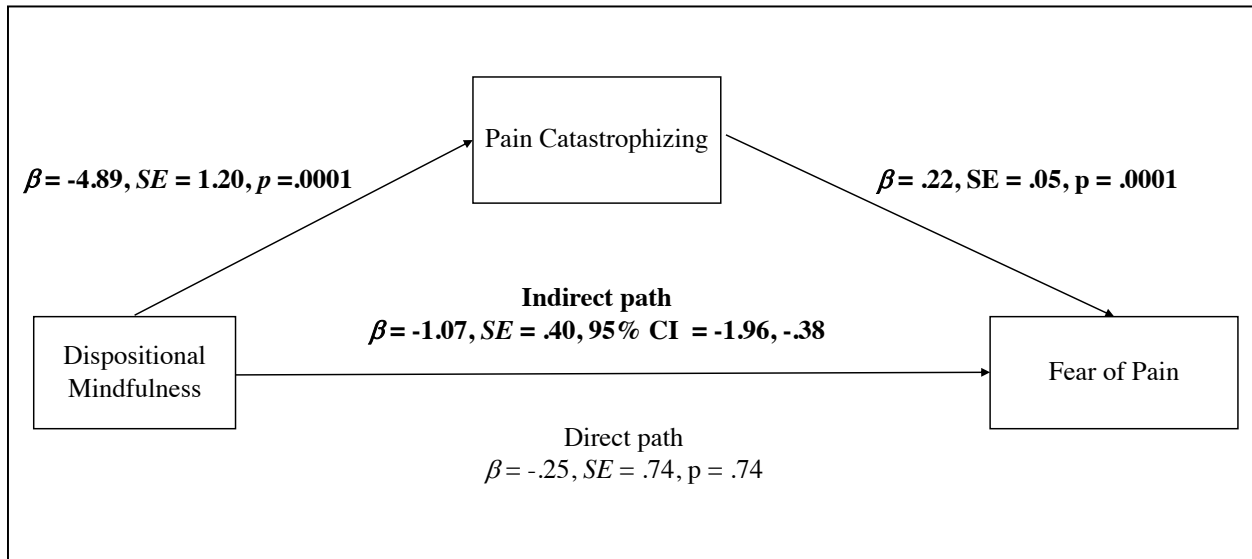 Pain Catastrophizing
β = -4.89, SE = 1.20, p =.0001
β = .22, SE = .05, p = .0001
Indirect path
β = -1.07, SE = .40, 95% CI  = -1.96, -.38
Dispositional
Mindfulness
Fear of Pain
Direct path
β = -.25, SE = .74, p = .74